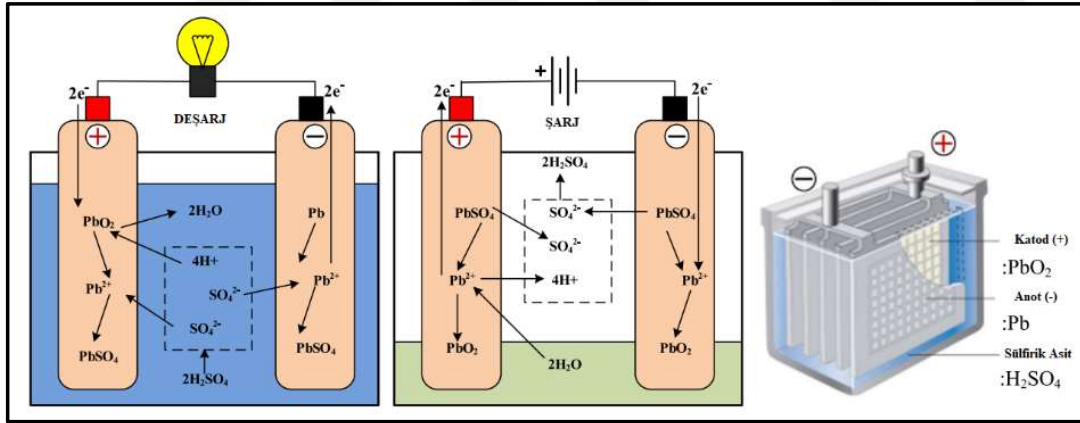 2e⁻
DEŞARJ
2e⁻
+
−
PbO₂
2H₂O
Pb
4H+
Pb²⁺
SO₄²⁻
Pb²⁺
SO₄²⁻
PbSO₄
PbSO₄
2H₂SO₄
+
2e⁻
ŞARJ
2e⁻
+
−
2H₂SO₄
PbSO₄
SO₄²⁻
PbSO₄
SO₄²⁻
Pb²⁺
4H+
Pb²⁺
PbO₂
2H₂O
PbO₂
−
+
Katod (+)
:PbO₂
Anot (-)
:Pb
Sülfirik Asit
:H₂SO₄